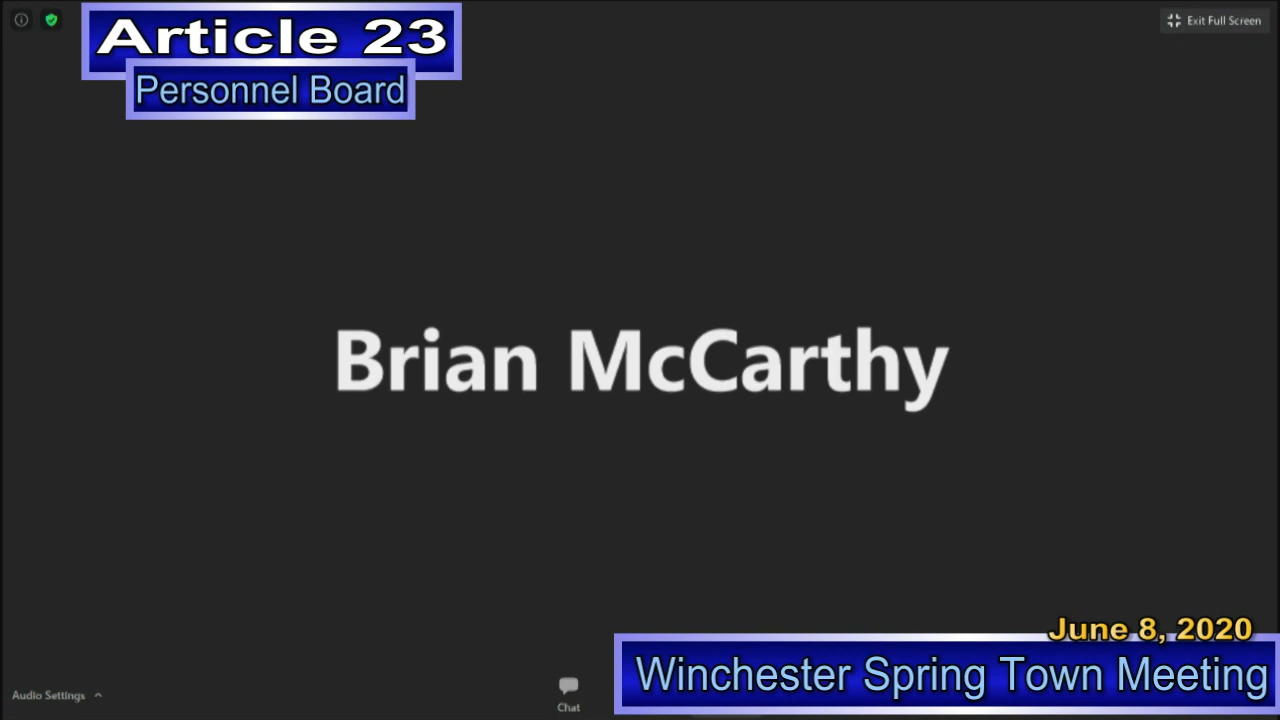 Article 23
Exit Full Screen
Personnel Board
Brian McCarthy
June 8, 2020
Winchester Spring Town Meeting
Audio Settings
Chat